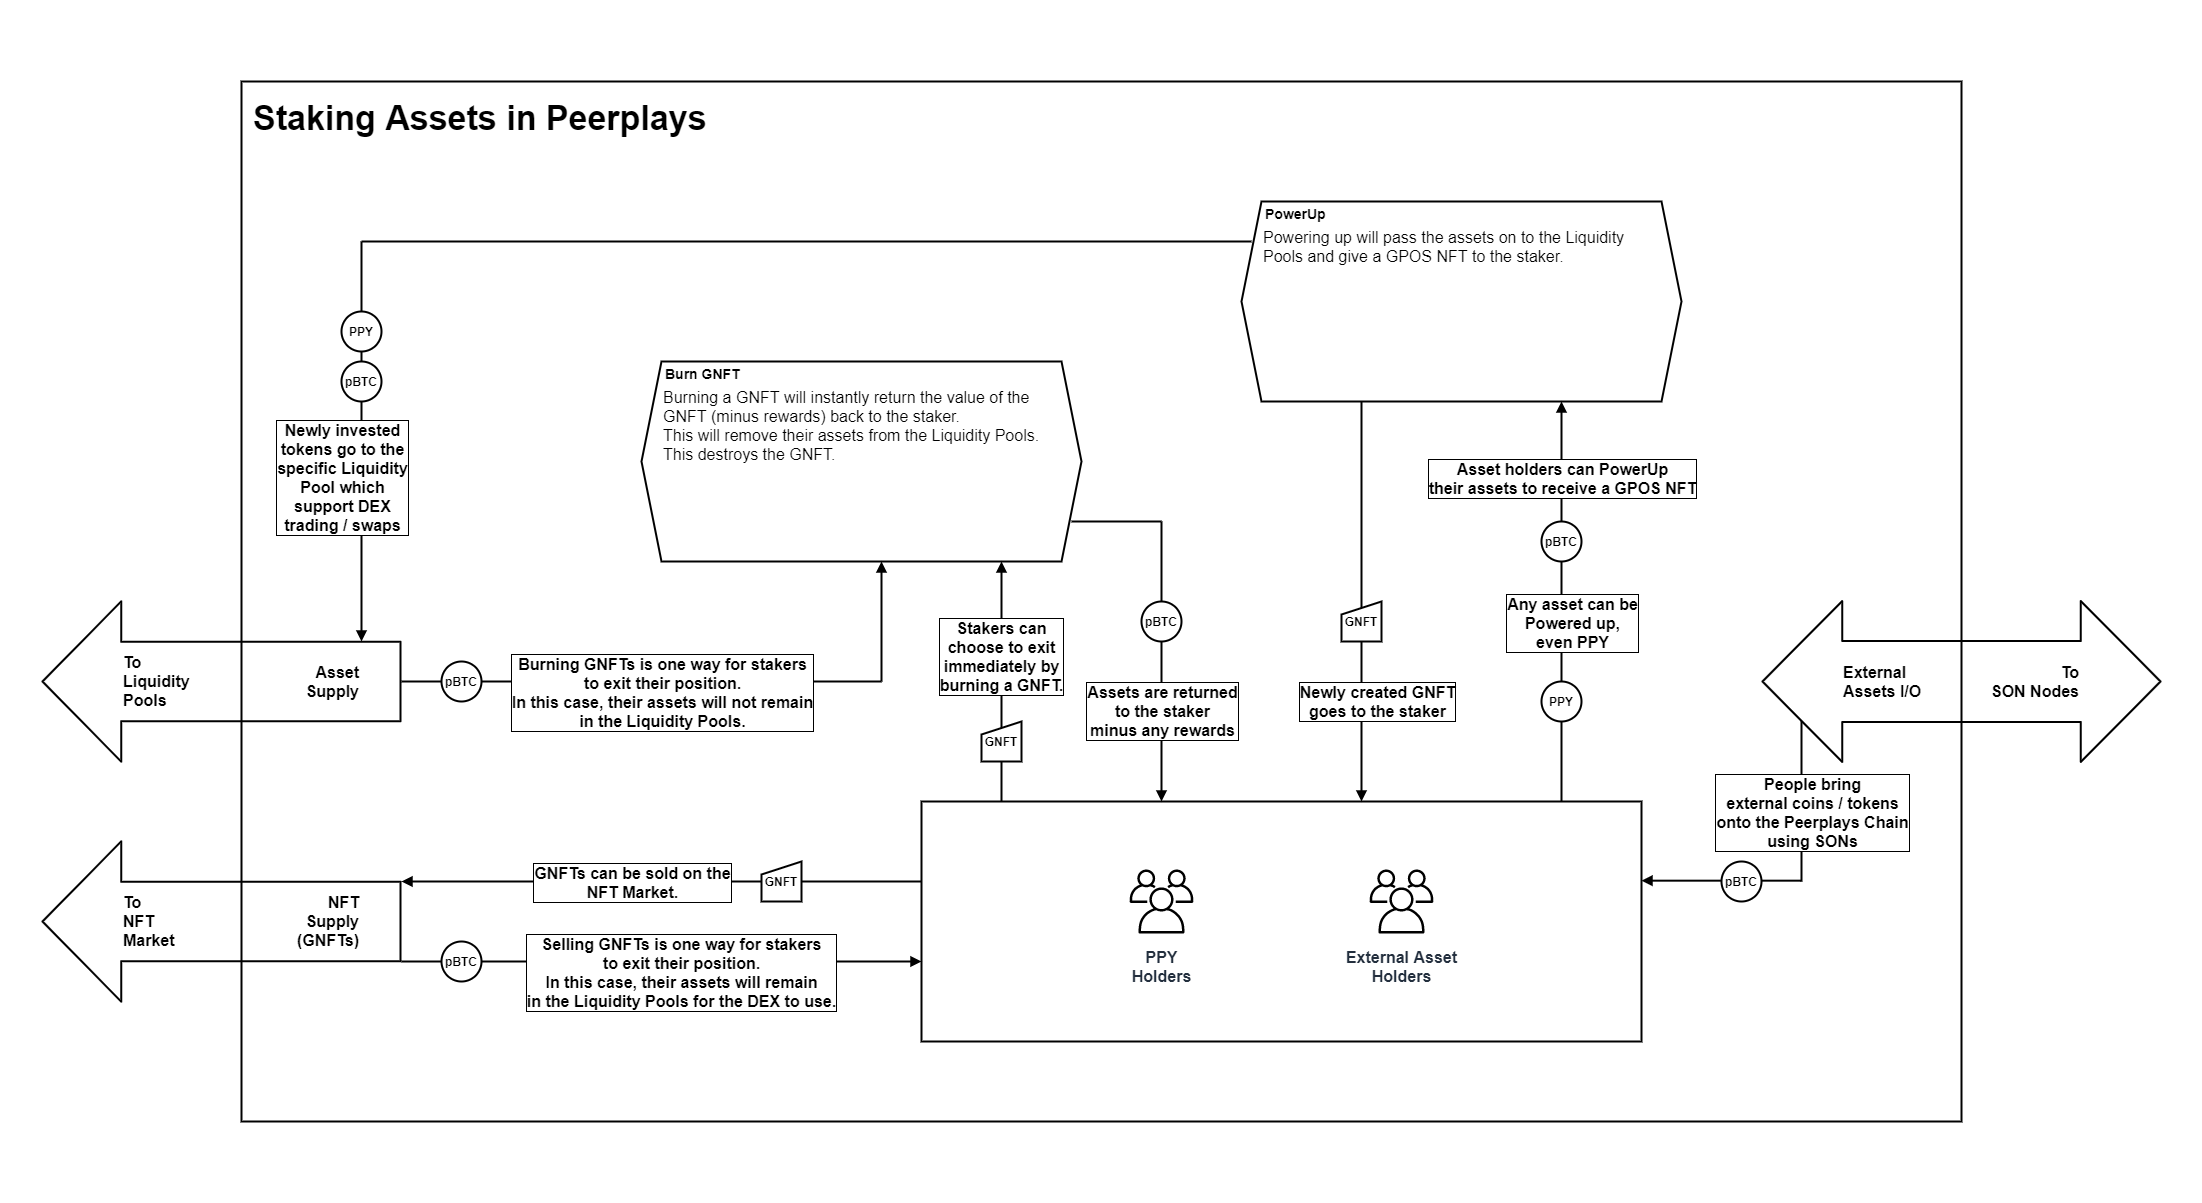 Staking Assets in Peerplays
PowerUp
Powering up will pass the assets on to the Liquidity
Pools and give a GPOS NFT to the staker.
PPY
pBTC
Newly invested
tokens go to the
specific Liquidity
Pool which
support DEX
trading / swaps
Burn GNFT
Burning a GNFT will instantly return the value of the
GNFT (minus rewards) back to the staker.
This will remove their assets from the Liquidity Pools.
This destroys the GNFT.
Asset holders can PowerUp
their assets to receive a GPOS NFT
pBTC
Any asset can be
Powered up,
even PPY
PPY
To
Liquidity
Pools
Asset
Supply
pBTC
Burning GNFTs is one way for stakers
to exit their position.
In this case, their assets will not remain
in the Liquidity Pools.
Stakers can
choose to exit
immediately by
burning a GNFT.
GNFT
pBTC
Assets are returned
to the staker
minus any rewards
GNFT
Newly created GNFT
goes to the staker
External
Assets I/O
To
SON Nodes
People bring
external coins / tokens
onto the Peerplays Chain
using SONs
pBTC
To
NFT
Market
NFT
Supply
(GNFTs)
GNFTs can be sold on the
NFT Market.
GNFT
pBTC
Selling GNFTs is one way for stakers
to exit their position.
In this case, their assets will remain
in the Liquidity Pools for the DEX to use.
PPY
Holders
External Asset
Holders